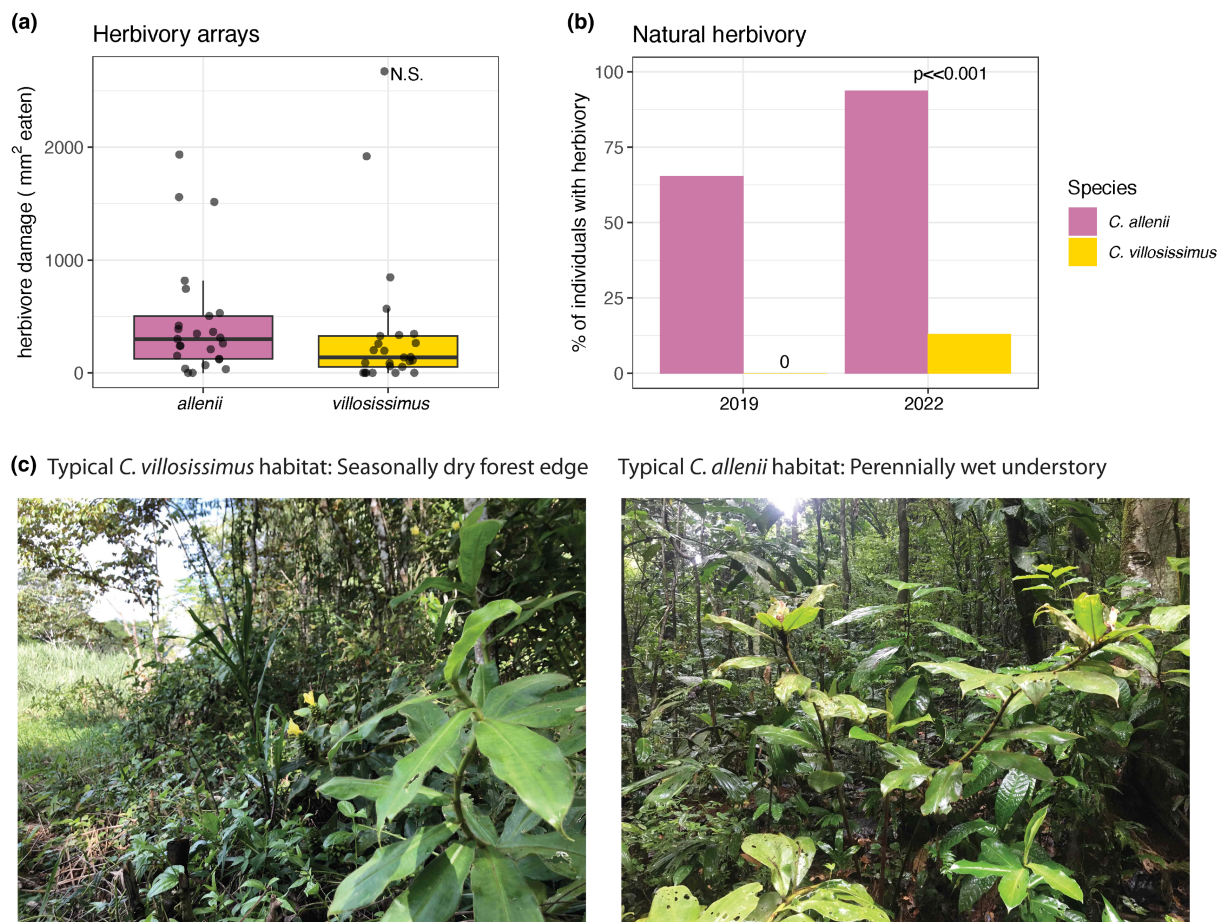 (a)
Herbivory arrays
herbivore damage ( mm² eaten)
2000
1000
0
N.S.
allenii
villosissimus
(b)
Natural herbivory
% of individuals with herbivory
100
75
50
25
0
p<<0.001
0
2019
2022
Species
C. allenii
C. villosissimus
(c) Typical C. villosissimus habitat: Seasonally dry forest edge
Typical C. allenii habitat: Perennially wet understory